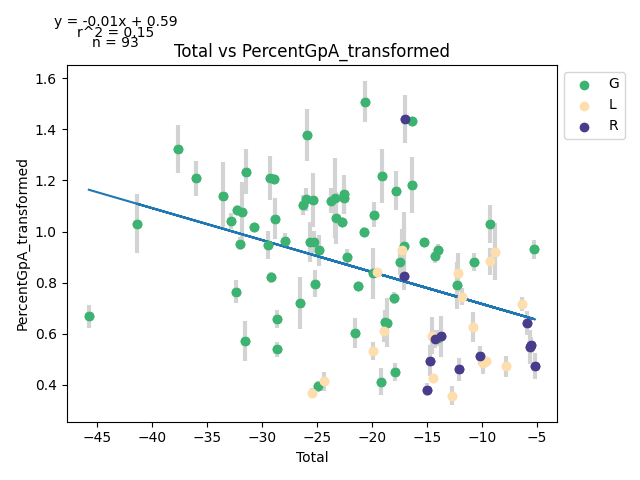 y = -0.01x + 0.59
r^2 = 0.15
n = 93
Total vs PercentGpA_transformed
PercentGpA_transformed
1.6
1.4
1.2
1.0
0.8
0.6
0.4
−45
−40
−35
−30
−25
−20
−15
−10
−5
Total
G
L
R